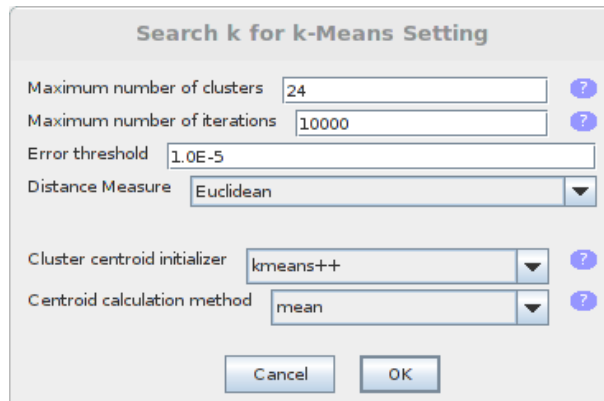 Search k for k-Means Setting
Maximum number of clusters 24 ?
Maximum number of iterations 10000 ?
Error threshold 1.0E-5
Distance Measure Euclidean
Cluster centroid initializer kmeans++ ?
Centroid calculation method mean ?
Cancel OK